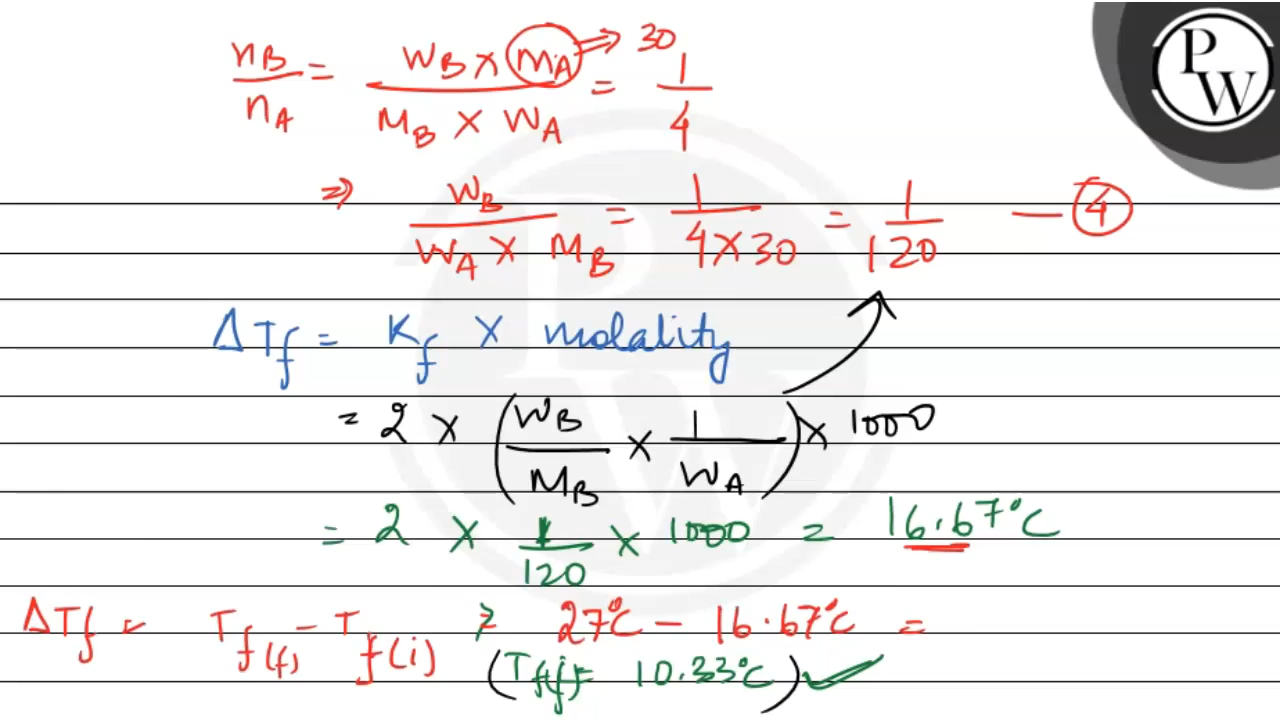 PW
nB/nA = (WB × MA)/(MB × WA) = 1/4 ⇒ 30
⇒ WB/(WA × MB) = 1/(4×30) = 1/120 — ④
ΔTf = Kf × molality
= 2 × (WB/MB × 1/WA) × 1000
= 2 × 1/120 × 1000 = 16.67°C
ΔTf = Tf(f) - Tf(i) ⇒ 27°C - 16.67°C =
(Tf(f) = 10.33°C) ✓